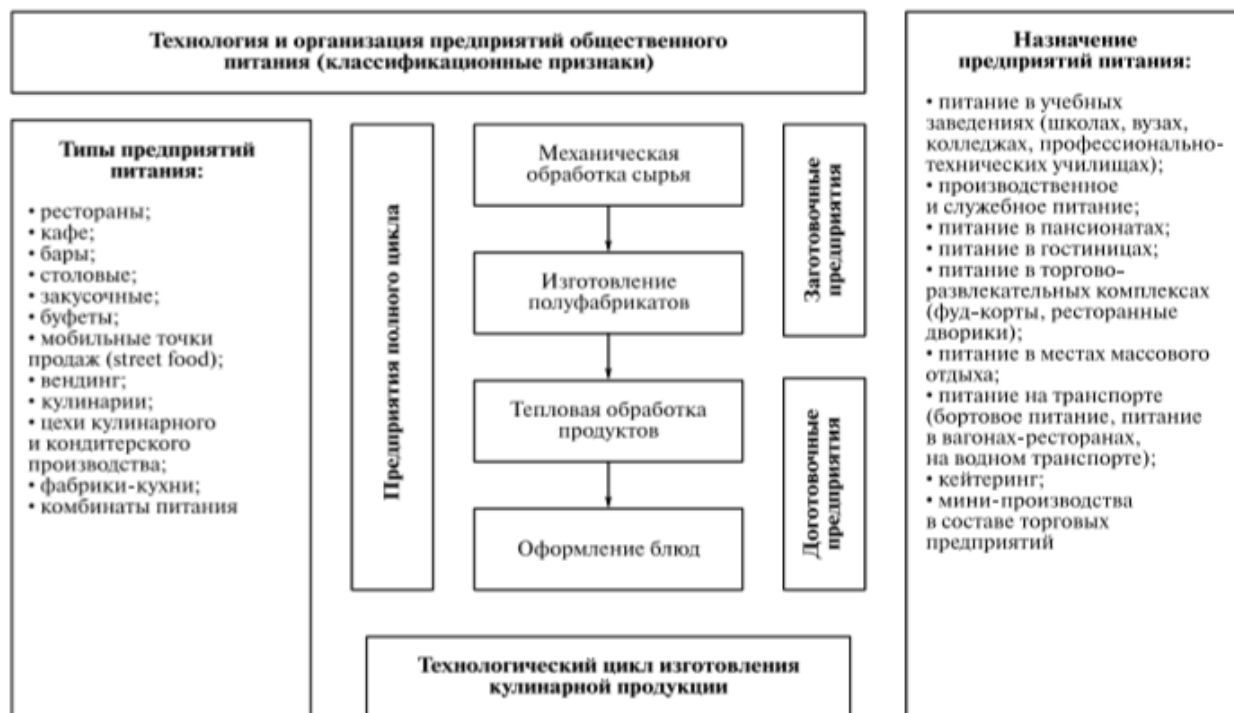 Технология и организация предприятий общественного
питания (классификационные признаки)
Типы предприятий
питания:
• рестораны;
• кафе;
• бары;
• столовые;
• закусочные;
• буфеты;
• мобильные точки
продаж (street food);
• вендинг;
• кулинарии;
• цехи кулинарного
и кондитерского
производства;
• фабрики-кухни;
• комбинаты питания
Предприятия полного цикла
Механическая
обработка сырья
Изготовление
полуфабрикатов
Тепловая обработка
продуктов
Оформление блюд
Заготовочные
предприятия
Доготовочные
предприятия
Технологический цикл изготовления
кулинарной продукции
Назначение
предприятий питания:
• питание в учебных
заведениях (школах, вузах,
колледжах, профессионально-
технических училищах);
• производственное
и служебное питание;
• питание в пансионатах;
• питание в гостиницах;
• питание в торгово-
развлекательных комплексах
(фуд-корты, ресторанные
дворики);
• питание в местах массового
отдыха;
• питание на транспорте
(бортовое питание, питание
в вагонах-ресторанах,
на водном транспорте);
• кейтеринг;
• мини-производства
в составе торговых
предприятий